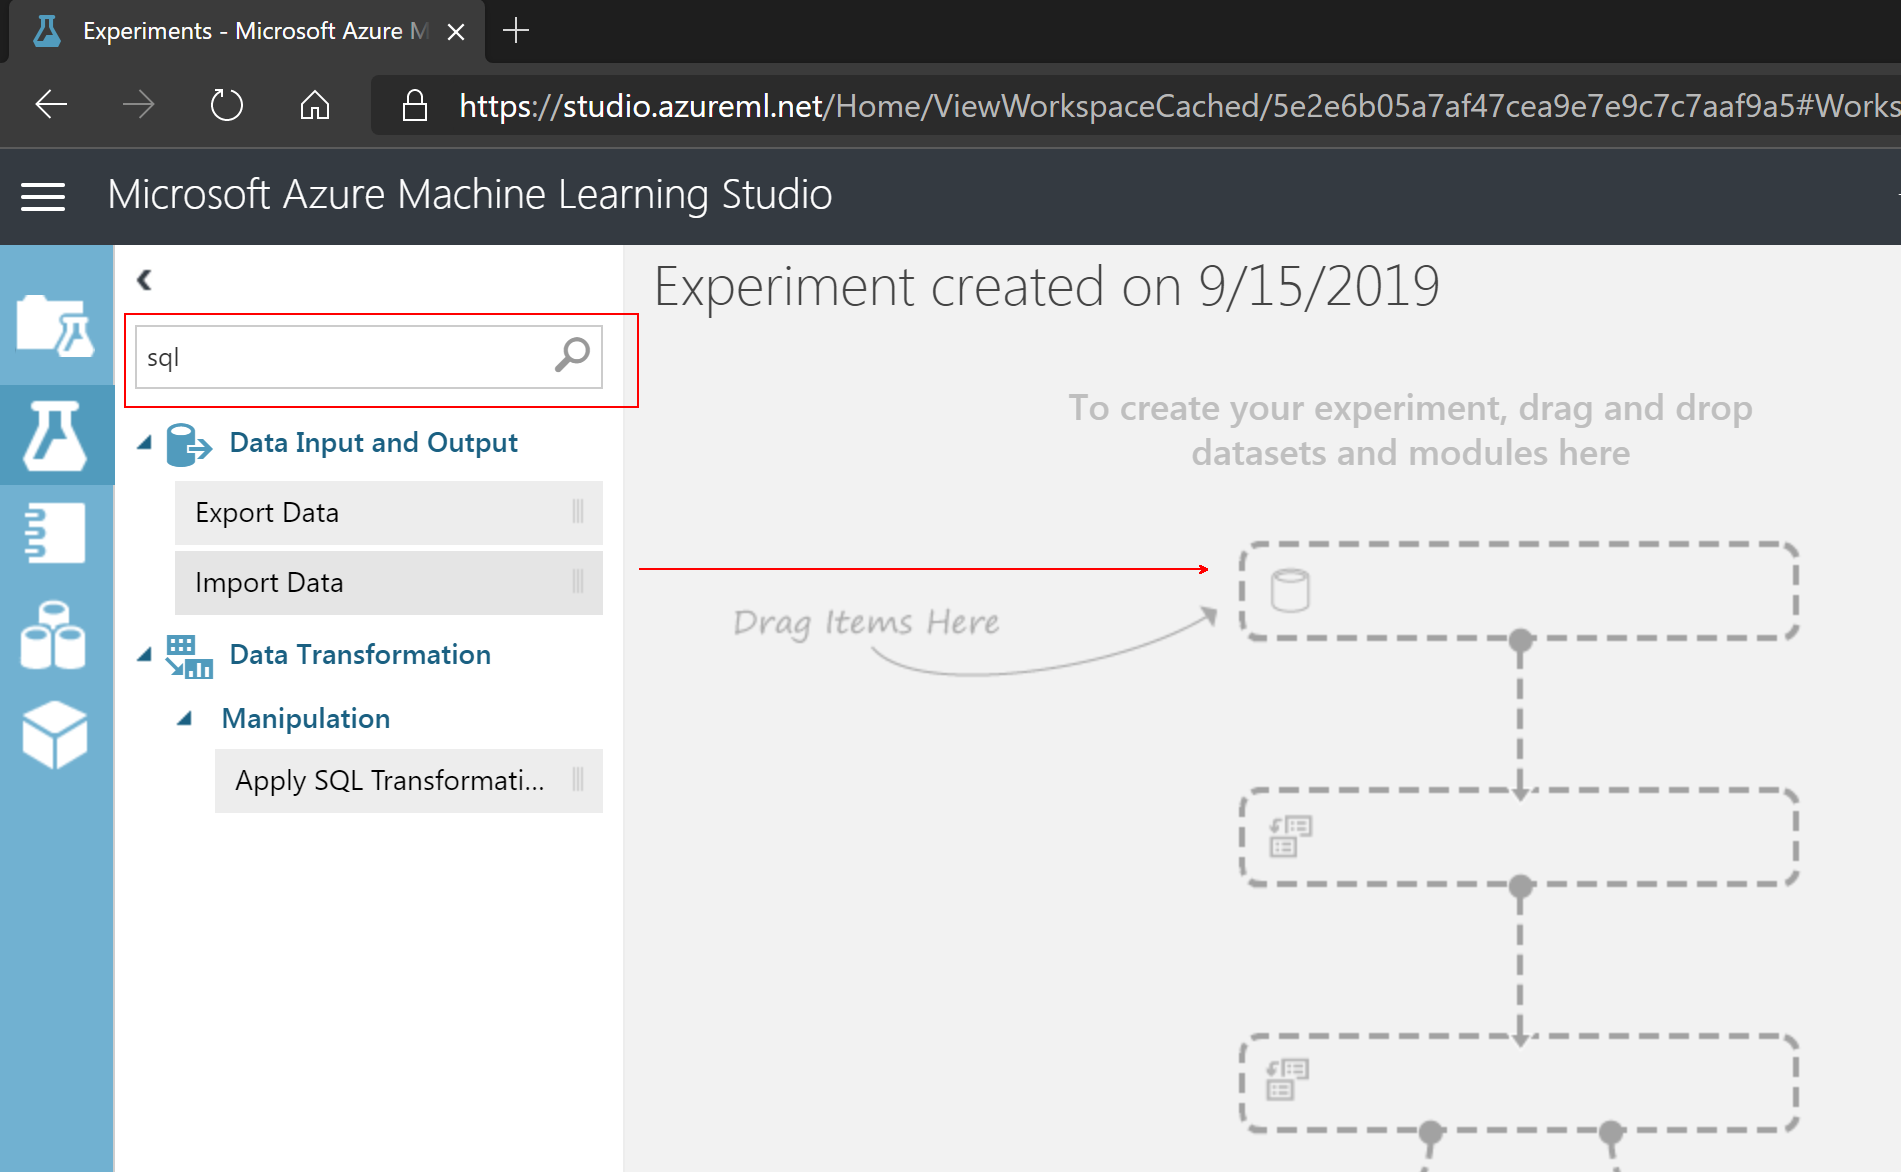 Experiments - Microsoft Azure M
https://studio.azureml.net/Home/ViewWorkspaceCached/5e2e6b05a7af47cea9e7e9c7c7aaf9a5#Works
Microsoft Azure Machine Learning Studio
Experiment created on 9/15/2019
sql
Data Input and Output
Export Data
Import Data
Data Transformation
Manipulation
Apply SQL Transformati...
To create your experiment, drag and drop
datasets and modules here
Drag Items Here